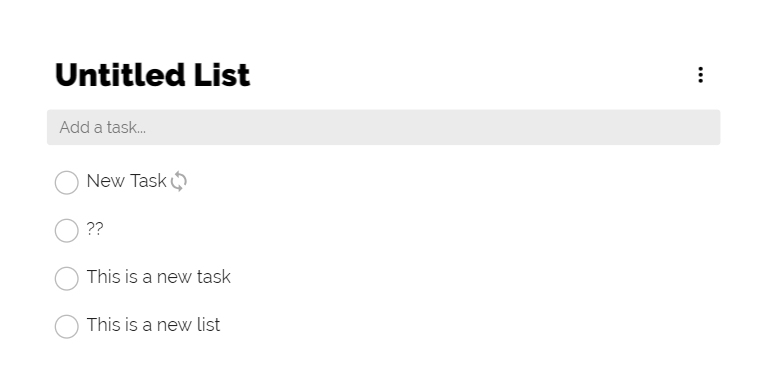 Untitled List
Add a task...
New Task
??
This is a new task
This is a new list